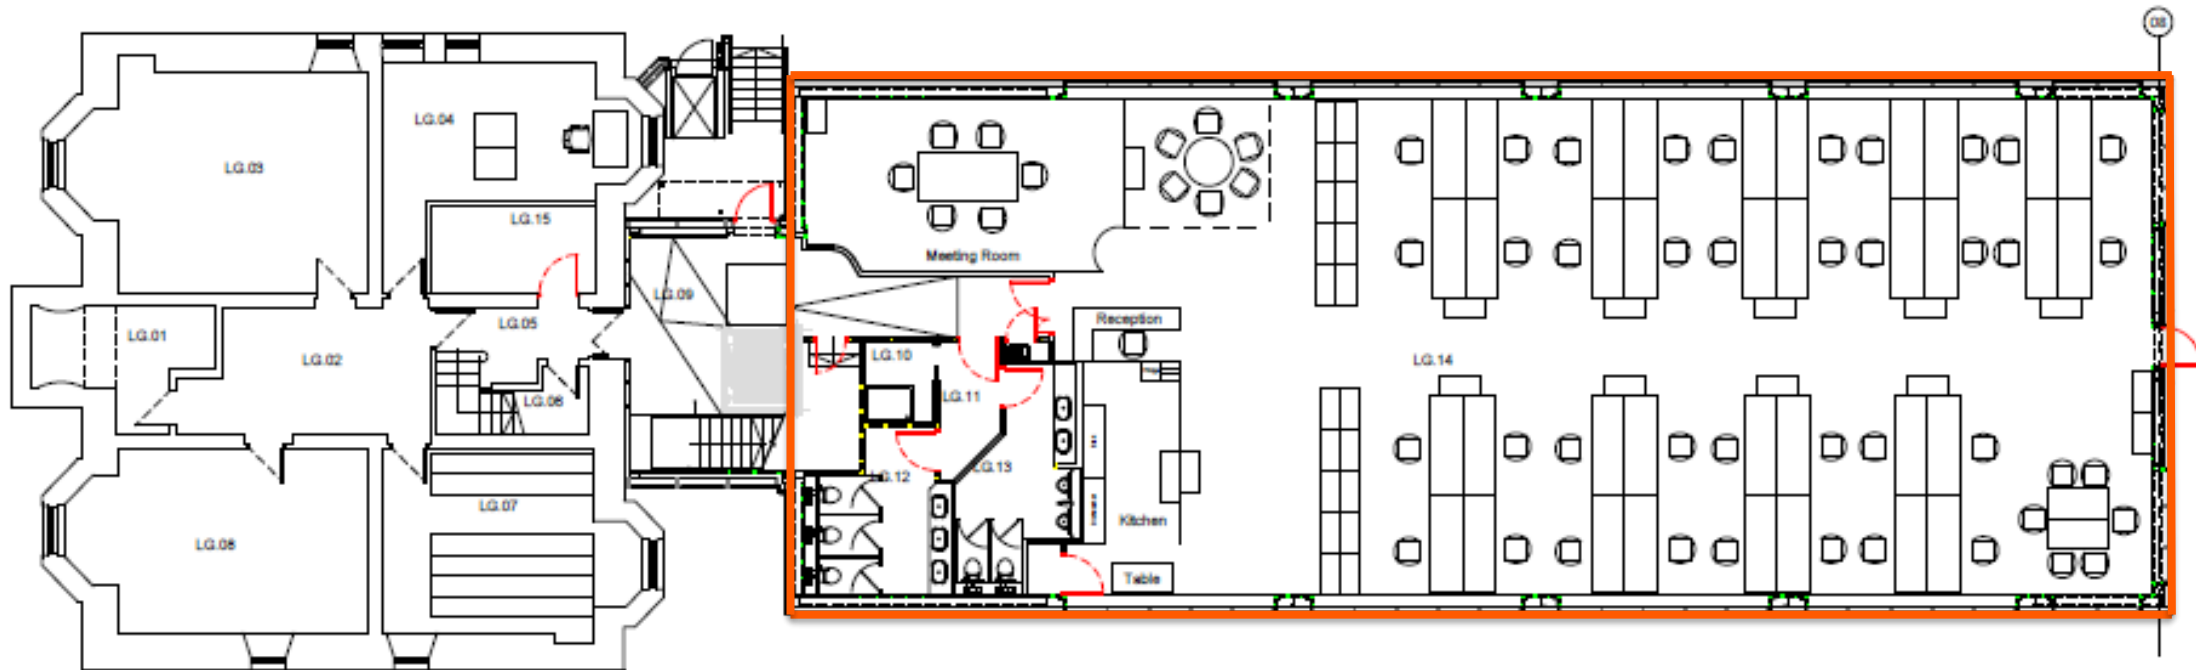 08
LG.03
LG.04
LG.15
LG.01
LG.02
LG.05
LG.06
LG.09
LG.08
LG.07
Meeting Room
Reception
LG.10
LG.11
LG.12
LG.13
Kitchen
Table
LG.14